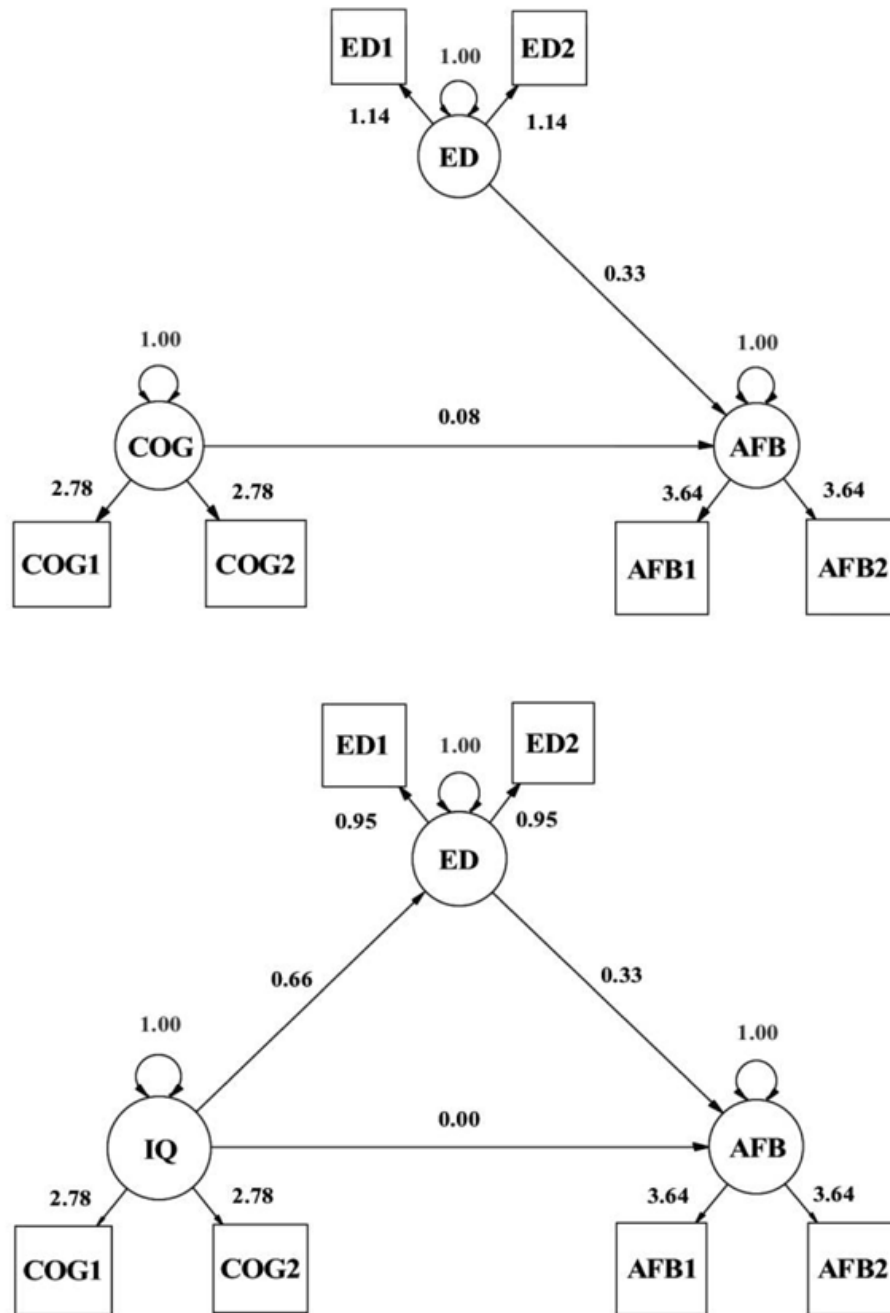 ED1
1.00
ED2
1.14
1.14
ED
0.33
1.00
1.00
0.08
COG
AFB
2.78
2.78
3.64
3.64
COG1
COG2
AFB1
AFB2
ED1
1.00
ED2
0.95
0.95
ED
0.66
0.33
1.00
1.00
0.00
IQ
AFB
2.78
2.78
3.64
3.64
COG1
COG2
AFB1
AFB2